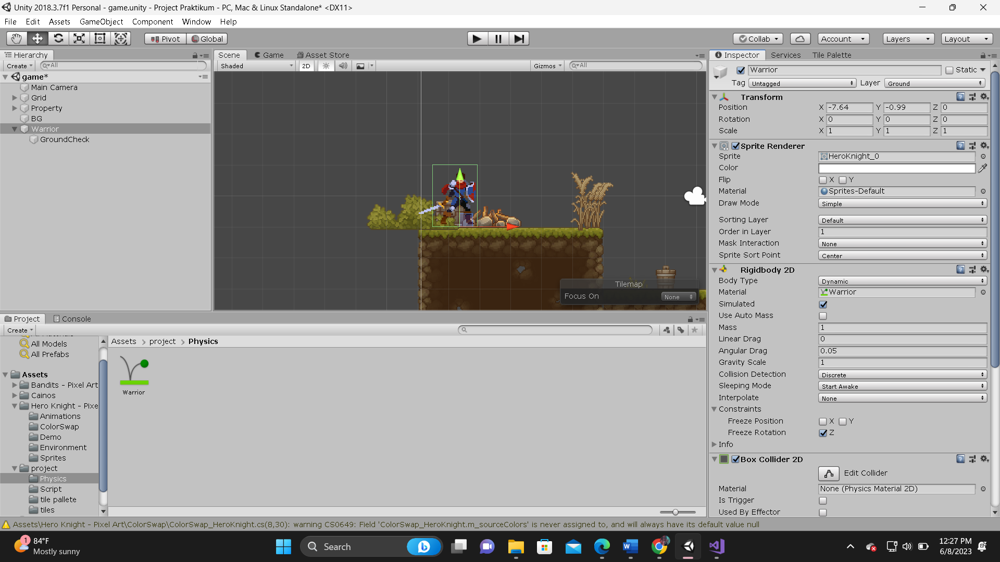 Unity 2018.3.7f1 Personal - game.unity - Project Praktikum - PC, Mac & Linux Standalone* <DX11>
File Edit Assets GameObject Component Window Help
Pivot Global Collab Account Layers Layout
Hierarchy
Create All
game*
Main Camera
Grid
Property
BG
Warrior
GroundCheck
Scene Game Asset Store
Shaded 2D Gizmos All
Tilemap
Focus On None
Inspector Services Tile Palette
Warrior Static
Tag Untagged Layer Ground
Transform
Position X -7.64 Y -0.99 Z 0
Rotation X 0 Y 0 Z 0
Scale X 1 Y 1 Z 1
Sprite Renderer
Sprite HeroKnight_0
Color
Flip X Y
Material Sprites-Default
Draw Mode Simple
Sorting Layer Default
Order in Layer 1
Mask Interaction None
Sprite Sort Point Center
Rigidbody 2D
Body Type Dynamic
Material Warrior
Simulated
Use Auto Mass
Mass 1
Linear Drag 0
Angular Drag 0.05
Gravity Scale 1
Collision Detection Discrete
Sleeping Mode Start Awake
Interpolate None
Constraints
Freeze Position X Y
Freeze Rotation Z
Info
Box Collider 2D
Edit Collider
Material None (Physics Material 2D)
Is Trigger
Used By Effector
Project Console
Create
All Models
All Prefabs
Assets
Bandits - Pixel Art
Cainos
Hero Knight - Pixe
Animations
ColorSwap
Demo
Environment
Sprites
project
Physics
Script
tile pallete
tiles
Assets project Physics
Warrior
Assets\Hero Knight - Pixel Art\ColorSwap\ColorSwap_HeroKnight.cs(8,30): warning CS0649: Field 'ColorSwap_HeroKnight.m_sourceColors' is never assigned to, and will always have its default value null
1
84°F
Mostly sunny
Search
12:27 PM
6/8/2023